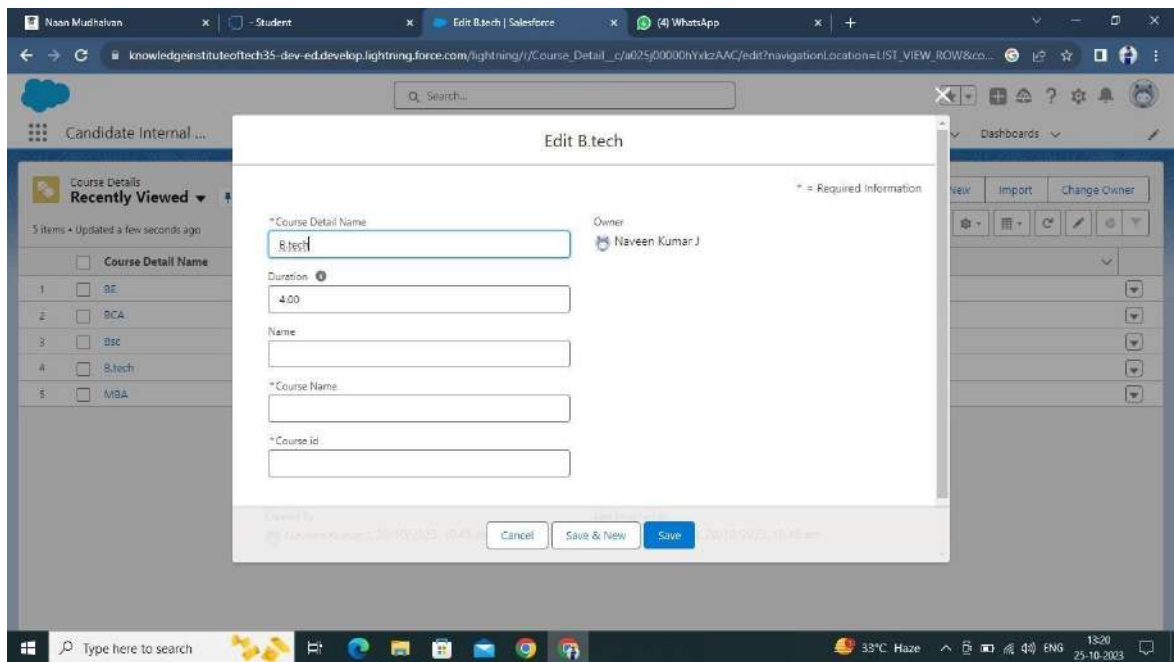 Naan Mudhalvan
- Student
Edit B.tech | Salesforce
(4) WhatsApp
knowledgeinstituteoftech35-dev-ed.develop.lightning.force.com/lightning/r/Course_Detail__c/a025j00000hYxkzAAC/edit?navigationLocation=LIST_VIEW_ROW&co...
Search...
Candidate Internal ...
Dashboards
Edit B.tech
* = Required Information
Course Details
Recently Viewed
5 items • Updated a few seconds ago
Import
Change Owner
*Course Detail Name
B.tech
Owner
Naveen Kumar J
Duration
4.00
Name
*Course Name
*Course id
Course Detail Name
1 BE
2 BCA
3 Bsc
4 B.tech
5 MBA
Created By
Cancel
Save & New
Save
Type here to search
33°C Haze
ENG
13:20
25-10-2023